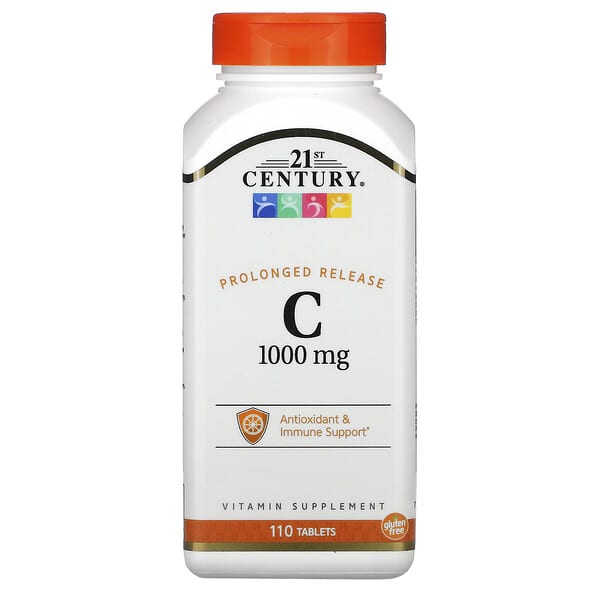 21ST
CENTURY®
PROLONGED RELEASE
C
1000 mg
Antioxidant &
Immune Support*
VITAMIN SUPPLEMENT
110 TABLETS
gluten
free